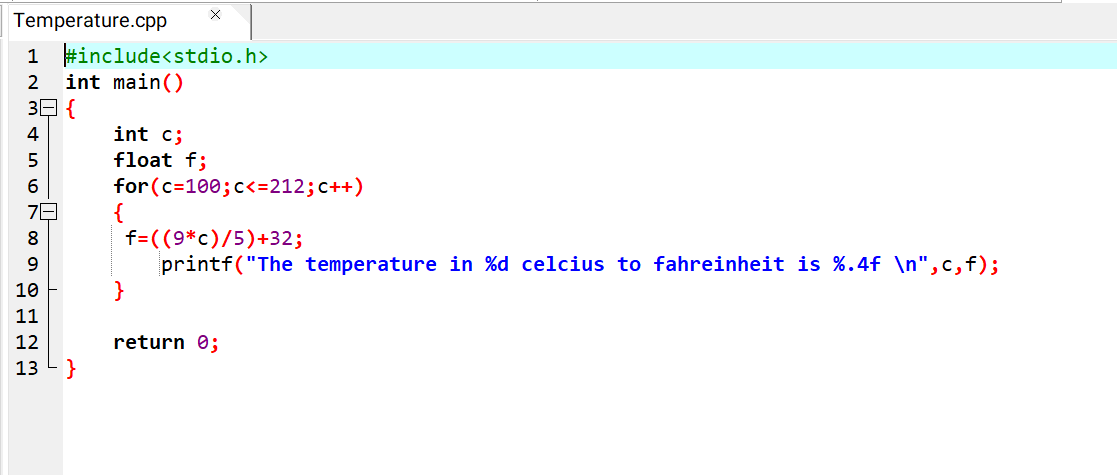 Temperature.cpp ×
1 #include<stdio.h>
2 int main()
3 {
4     int c;
5     float f;
6     for(c=100;c<=212;c++)
7     {
8      f=((9*c)/5)+32;
9         printf("The temperature in %d celcius to fahreinheit is %.4f \n",c,f);
10     }
11
12     return 0;
13 }